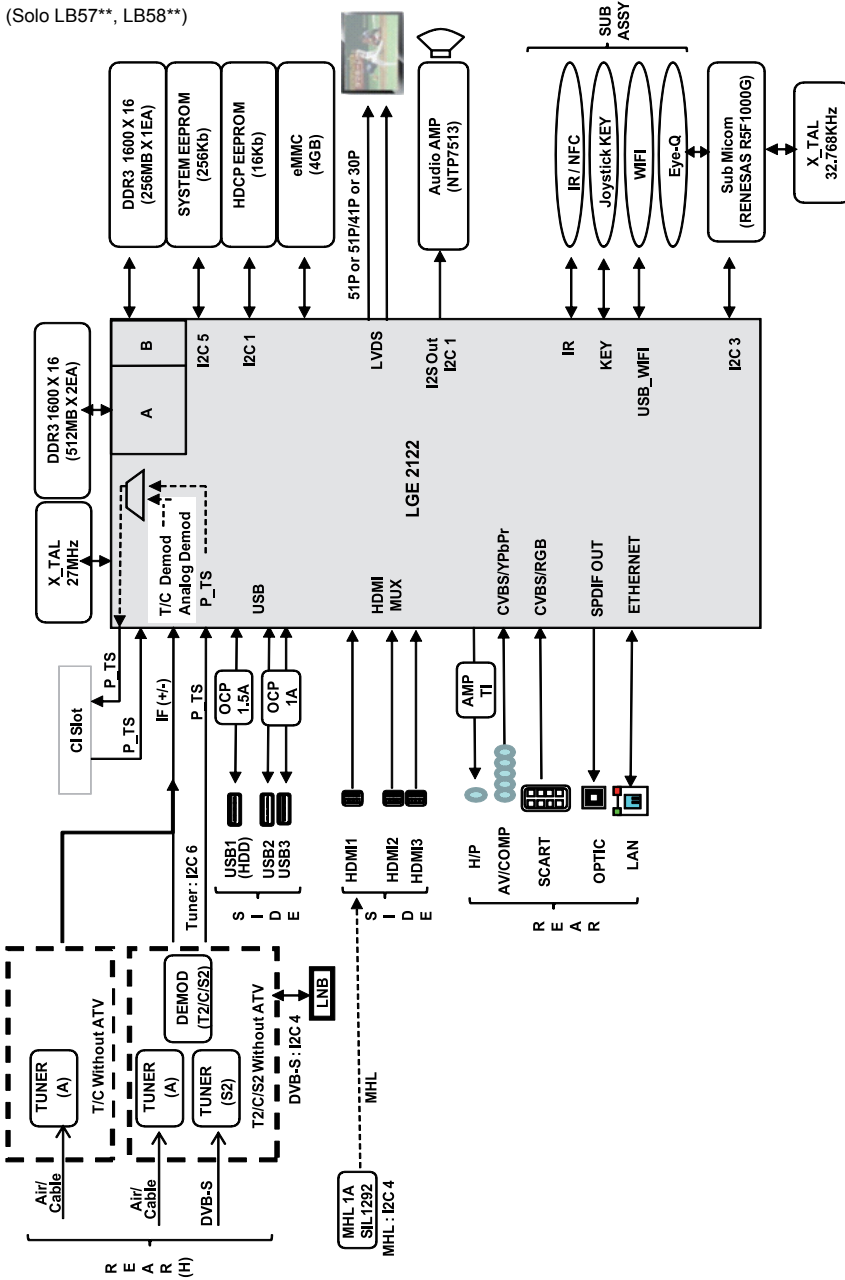 (Solo LB57**, LB58**)
R
E
A
R
(H)
Air/
Cable
Air/
Cable
DVB-S
TUNER
(A)
T/C Without ATV
TUNER
(A)
TUNER
(S2)
DEMOD
(T2/C/S2)
T2/C/S2 Without ATV
DVB-S : I2C 4
LNB
Tuner : I2C 6
MHL 1A
SIL1292
MHL : I2C 4
MHL
CI Slot
P_TS
P_TS
IF (+/-)
P_TS
S
I
D
E
USB1
(HDD)
USB2
USB3
OCP
1.5A
OCP
1A
S
I
D
E
HDMI1
HDMI2
HDMI3
R
E
A
R
H/P
AV/COMP
SCART
OPTIC
LAN
AMP
TI
X_TAL
27MHz
DDR3 1600 X 16
(512MB X 2EA)
T/C Demod
Analog Demod
P_TS
USB
HDMI
MUX
CVBS/YPbPr
CVBS/RGB
SPDIF OUT
ETHERNET
LGE 2122
A
B
I2C 5
I2C 1
LVDS
I2S Out
I2C 1
IR
KEY
USB_WIFI
I2C 3
DDR3 1600 X 16
(256MB X 1EA)
SYSTEM EEPROM
(256Kb)
HDCP EEPROM
(16Kb)
eMMC
(4GB)
51P or 51P/41P or 30P
Audio AMP
(NTP7513)
SUB
ASSY
IR / NFC
Joystick KEY
WIFI
Eye-Q
Sub Micom
(RENESAS R5F1000G)
X_TAL
32.768KHz